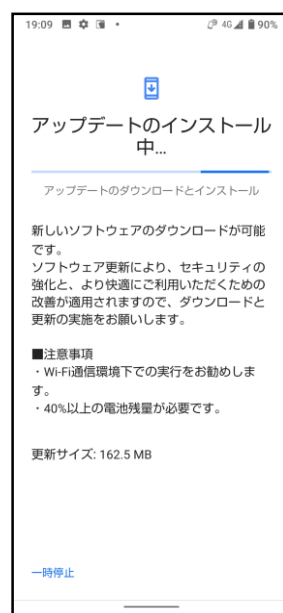 19:09 4G 90%
アップデートのインストール
中...
アップデートのダウンロードとインストール
新しいソフトウェアのダウンロードが可能
です。
ソフトウェア更新により、セキュリティの
強化と、より快適にご利用いただくための
改善が適用されますので、ダウンロードと
更新の実施をお願いします。
■注意事項
・Wi-Fi通信環境下での実行をお勧めしま
す。
・40%以上の電池残量が必要です。
更新サイズ: 162.5 MB
一時停止